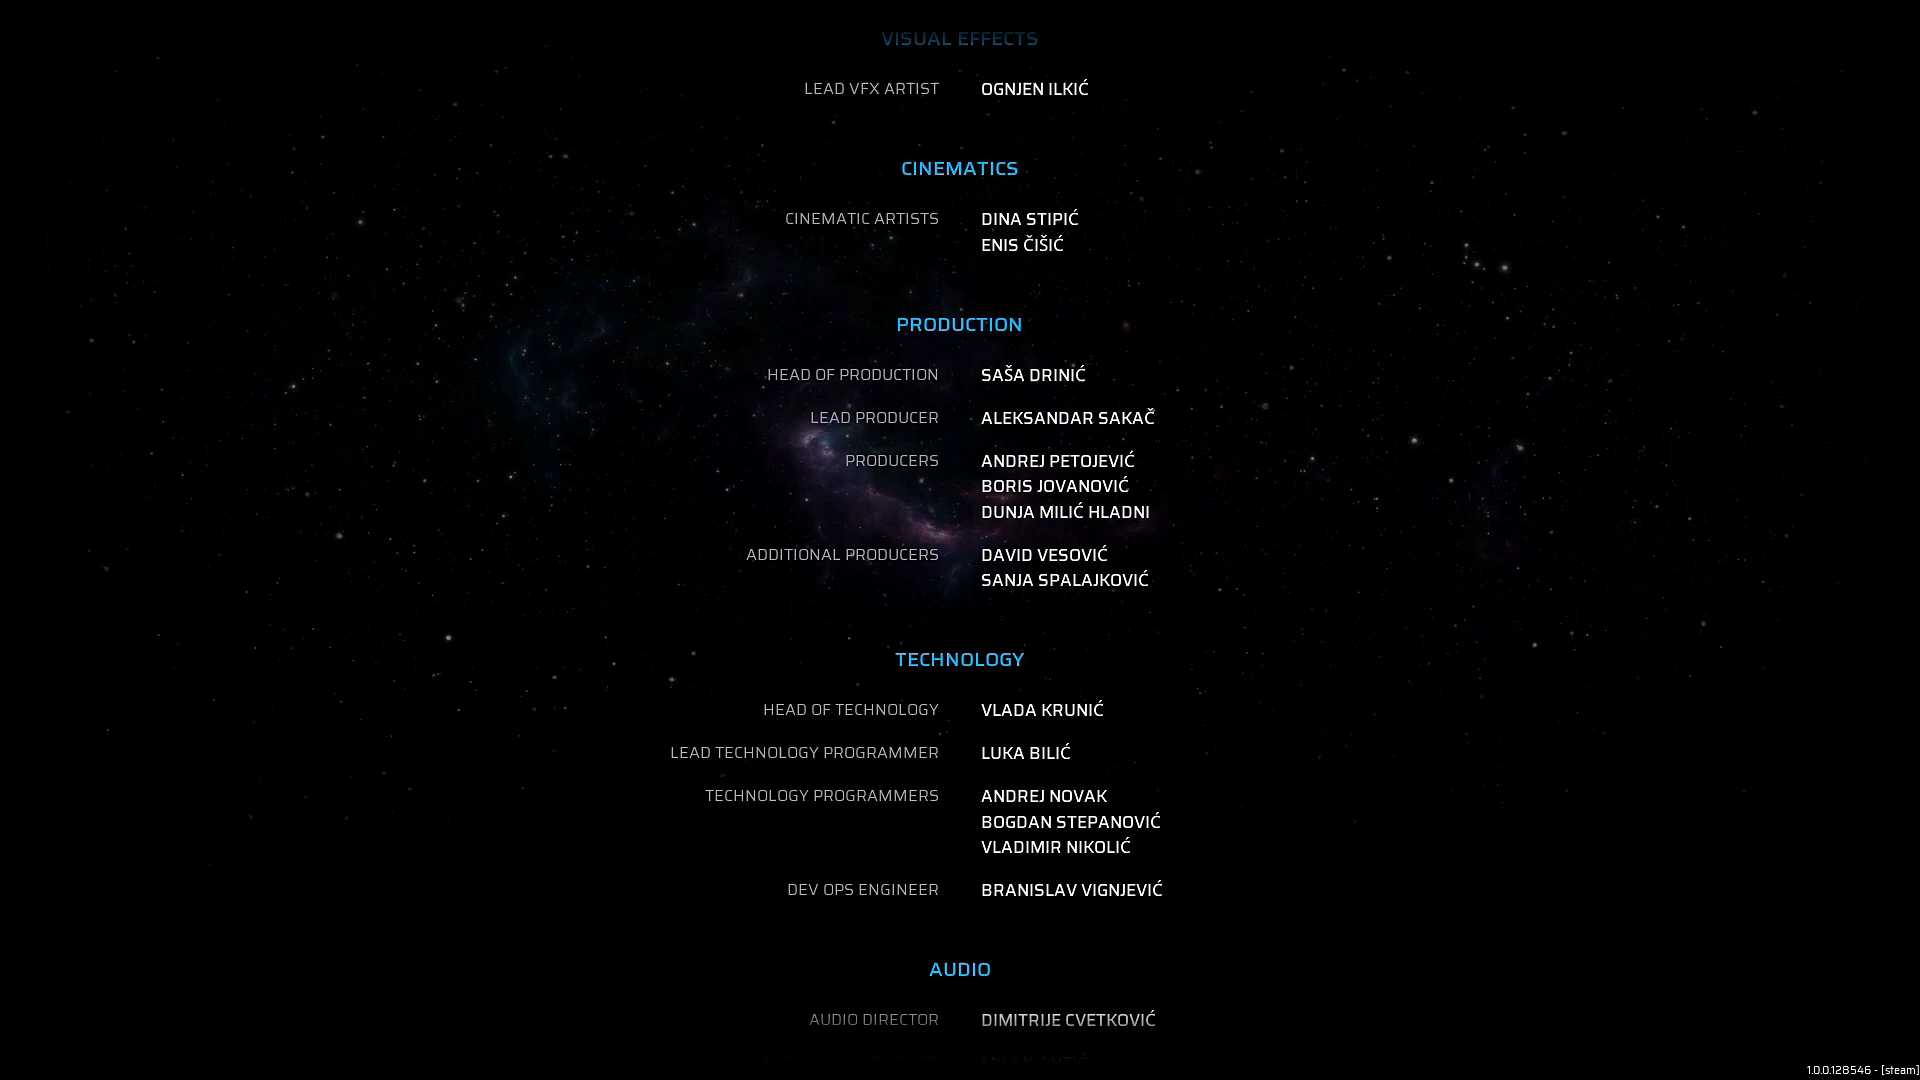 VISUAL EFFECTS
LEAD VFX ARTIST OGNJEN ILKIĆ
CINEMATICS
CINEMATIC ARTISTS DINA STIPIĆ
ENIS ČIŠIĆ
PRODUCTION
HEAD OF PRODUCTION SAŠA DRINIĆ
LEAD PRODUCER ALEKSANDAR SAKAČ
PRODUCERS ANDREJ PETOJEVIĆ
BORIS JOVANOVIĆ
DUNJA MILIĆ HLADNI
ADDITIONAL PRODUCERS DAVID VESOVIĆ
SANJA SPALAJKOVIĆ
TECHNOLOGY
HEAD OF TECHNOLOGY VLADA KRUNIĆ
LEAD TECHNOLOGY PROGRAMMER LUKA BILIĆ
TECHNOLOGY PROGRAMMERS ANDREJ NOVAK
BOGDAN STEPANOVIĆ
VLADIMIR NIKOLIĆ
DEV OPS ENGINEER BRANISLAV VIGNJEVIĆ
AUDIO
AUDIO DIRECTOR DIMITRIJE CVETKOVIĆ
1.0.0.128546 - [steam]